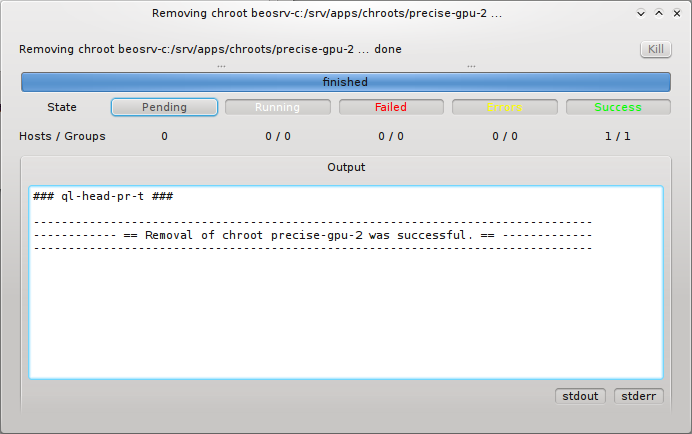 Removing chroot beosrv-c:/srv/apps/chroots/precise-gpu-2 ...
Removing chroot beosrv-c:/srv/apps/chroots/precise-gpu-2 ... done
Kill
... ...
finished
State Pending Running Failed Errors Success
Hosts / Groups 0 0 / 0 0 / 0 0 / 0 1 / 1
Output
### ql-head-pr-t ###
--------------------------------------------------------------------------------
------------ == Removal of chroot precise-gpu-2 was successful. == -------------
--------------------------------------------------------------------------------
stdout stderr